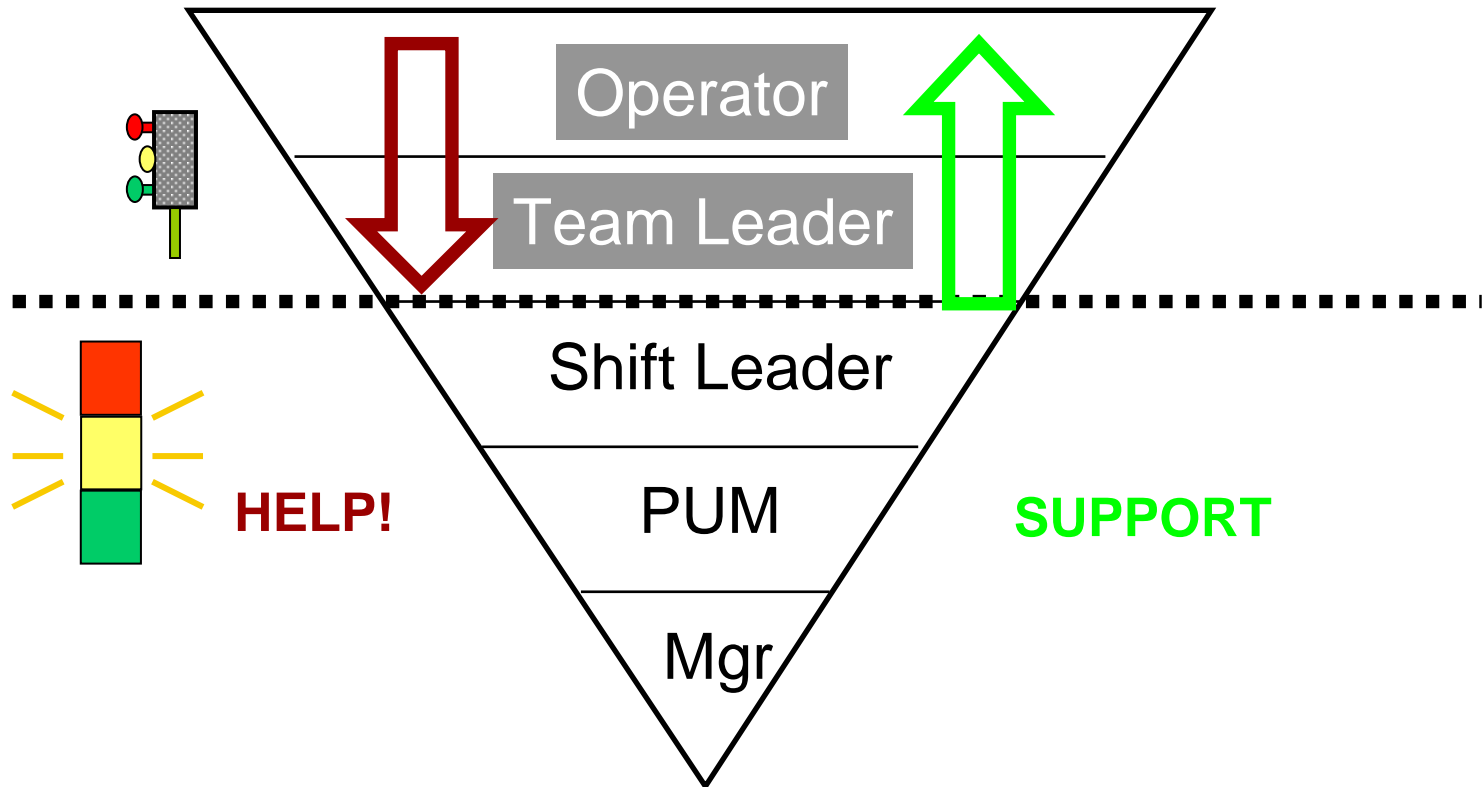 Operator
Team Leader
Shift Leader
HELP!
PUM
SUPPORT
Mgr